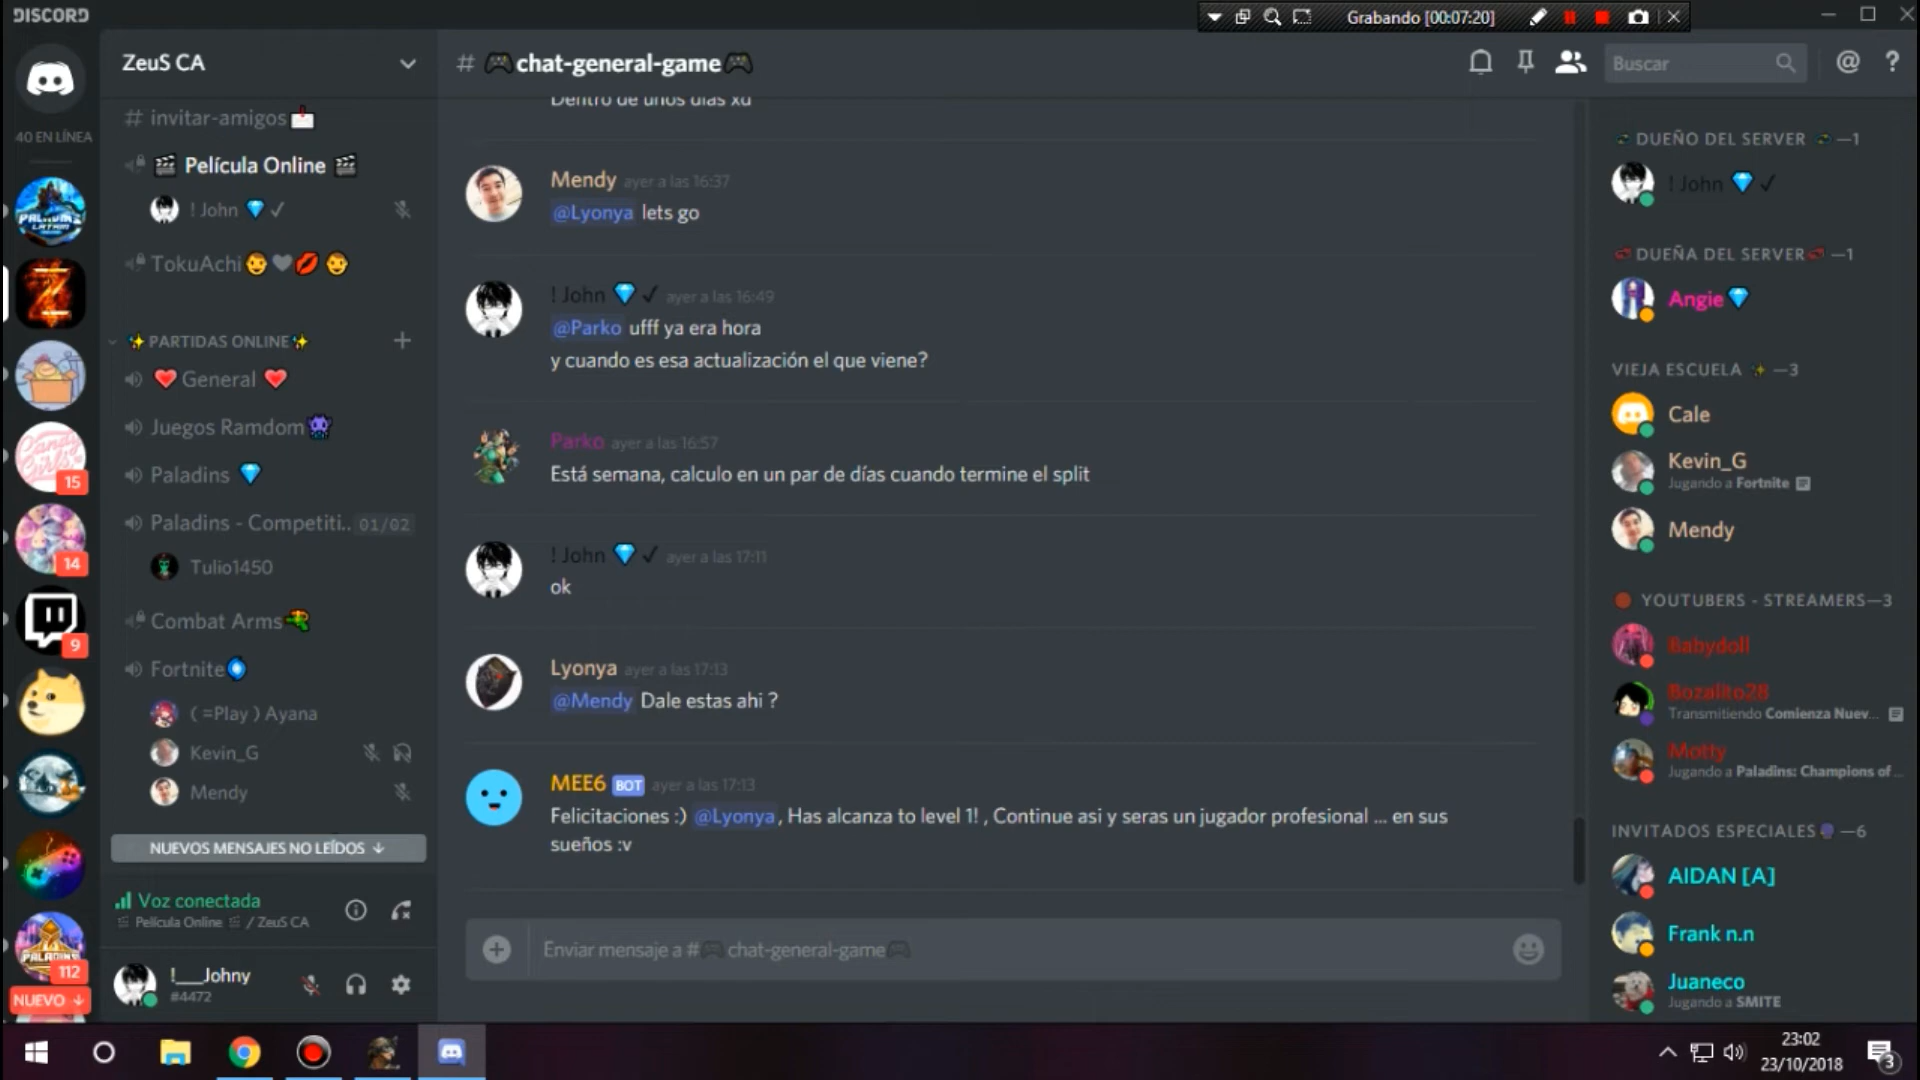 DISCORD
Grabando [00:07:20]
40 EN LÍNEA
15
14
9
112
NUEVO ↓
ZeuS CA
# invitar-amigos
Película Online
! John ✓
TokuAchi
PARTIDAS ONLINE
General
Juegos Ramdom
Paladins
Paladins - Competiti.. 01/02
Tulio1450
Combat Arms
Fortnite
( =Play ) Ayana
Kevin_G
Mendy
NUEVOS MENSAJES NO LEÍDOS ↓
Voz conectada
Película Online / ZeuS CA
!___Johny
#4472
# chat-general-game
Buscar
Dentro de unos días xd
Mendy ayer a las 16:37
@Lyonya lets go
! John ✓ ayer a las 16:49
@Parko ufff ya era hora
y cuando es esa actualización el que viene?
Parko ayer a las 16:57
Está semana, calculo en un par de días cuando termine el split
! John ✓ ayer a las 17:11
ok
Lyonya ayer a las 17:13
@Mendy Dale estas ahi ?
MEE6 BOT ayer a las 17:13
Felicitaciones :) @Lyonya, Has alcanza to level 1! , Continue asi y seras un jugador profesional ... en sus
sueños :v
Enviar mensaje a # chat-general-game
DUEÑO DEL SERVER —1
! John ✓
DUEÑA DEL SERVER —1
Angie
VIEJA ESCUELA —3
Cale
Kevin_G
Jugando a Fortnite
Mendy
YOUTUBERS - STREAMERS—3
Babydoll
Bozalito28
Transmitiendo Comienza Nuev...
Motty
Jugando a Paladins: Champions of ...
INVITADOS ESPECIALES —6
AIDAN [A]
Frank n.n
Juaneco
Jugando a SMITE
23:02
23/10/2018
3